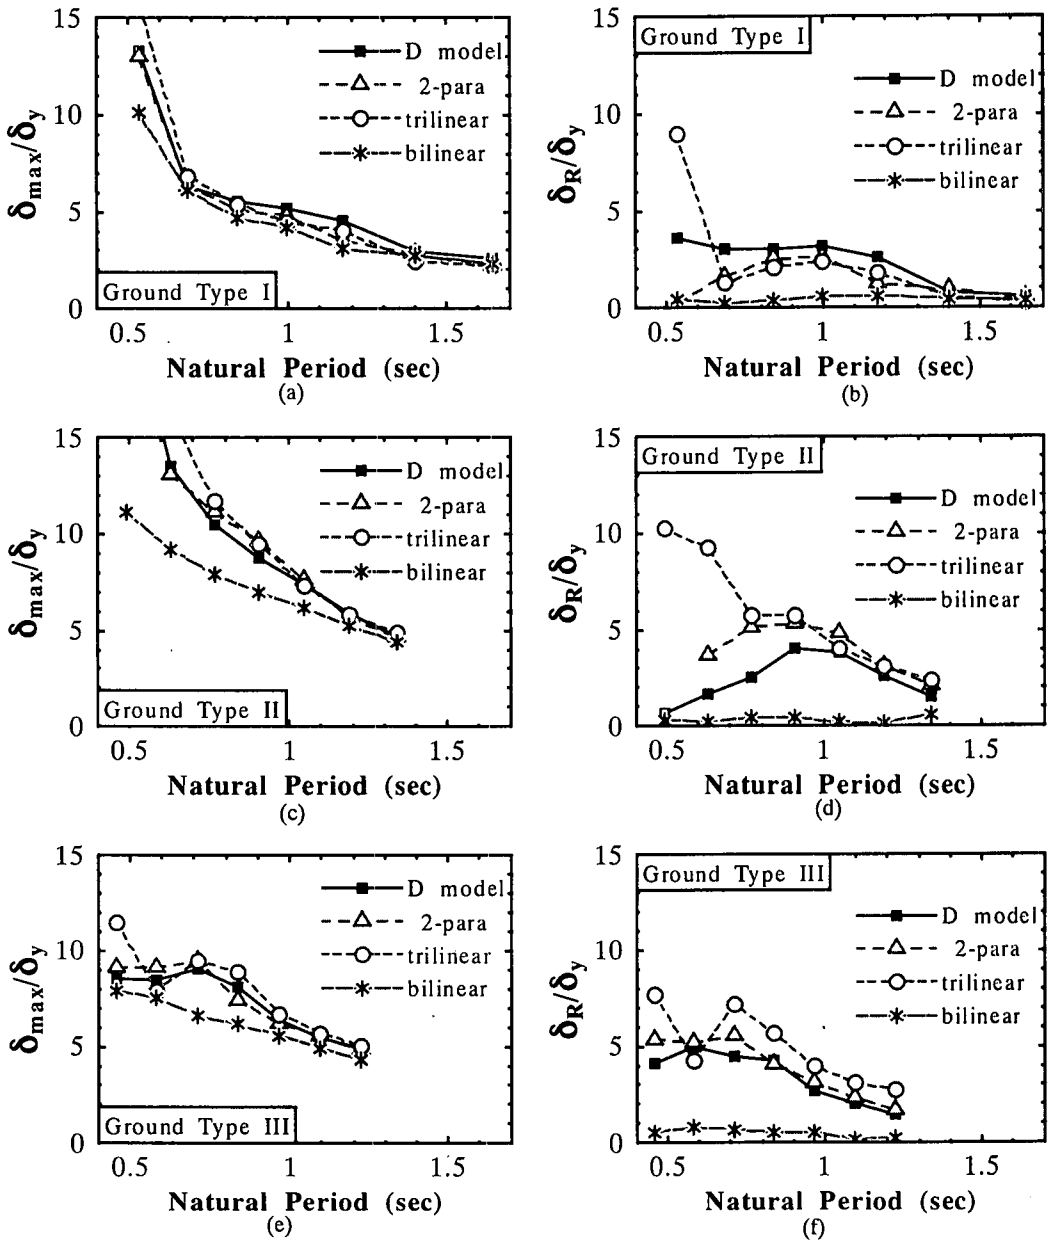 15
10
5
0
δmax/δy
D model
2-para
trilinear
bilinear
Ground Type I
0.5
1
1.5
Natural Period (sec)
(a)
15
10
5
0
δR/δy
Ground Type I
D model
2-para
trilinear
bilinear
0.5
1
1.5
Natural Period (sec)
(b)
15
10
5
0
δmax/δy
D model
2-para
trilinear
bilinear
Ground Type II
0.5
1
1.5
Natural Period (sec)
(c)
15
10
5
0
δR/δy
Ground Type II
D model
2-para
trilinear
bilinear
0.5
1
1.5
Natural Period (sec)
(d)
15
10
5
0
δmax/δy
D model
2-para
trilinear
bilinear
Ground Type III
0.5
1
1.5
Natural Period (sec)
(e)
15
10
5
0
δR/δy
Ground Type III
D model
2-para
trilinear
bilinear
0.5
1
1.5
Natural Period (sec)
(f)